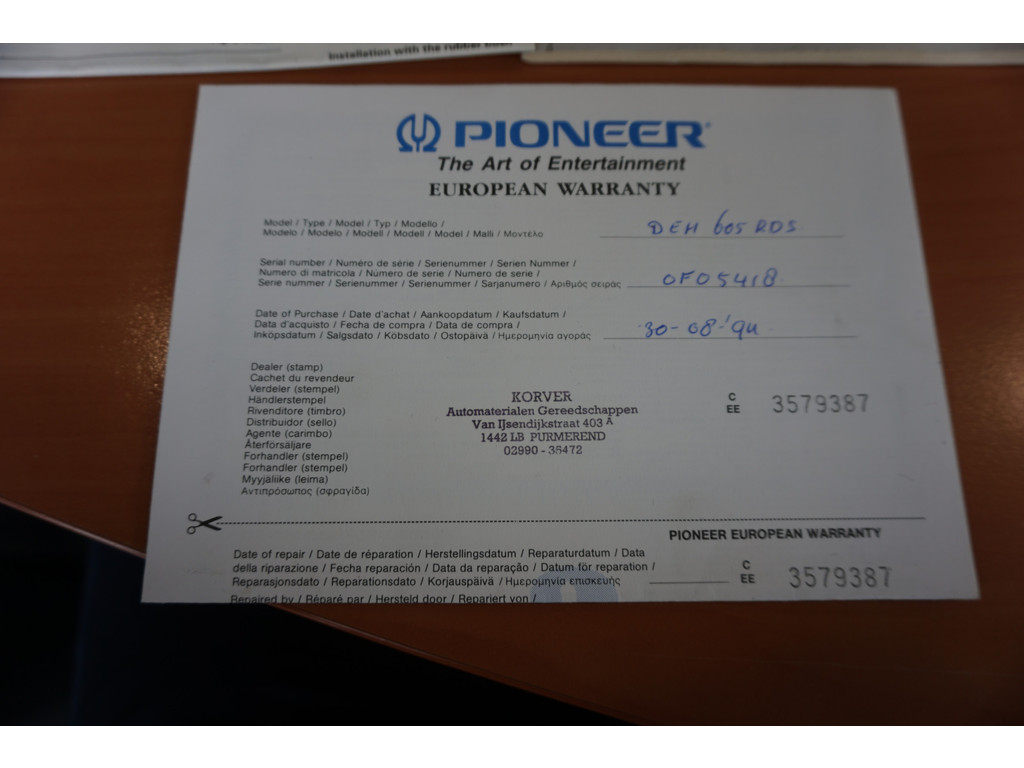 Installation with the rubber bush
PIONEER®
The Art of Entertainment
EUROPEAN WARRANTY
Model / Type / Model / Typ / Modello /
Modelo / Modelo / Modell / Modell / Model / Malli / Μοντέλο
DEH 605 RDS
Serial number / Numéro de série / Serienummer / Serien Nummer /
Numero di matricola / Número de serie / Numero de serie /
Serie nummer / Serienummer / Serienummer / Sarjanumero / Αριθμός σειράς
OFO5418
Date of Purchase / Date d'achat / Aankoopdatum / Kaufsdatum /
Data d'acquisto / Fecha de compra / Data de compra /
Inköpsdatum / Salgsdato / Köbsdato / Ostopäivä / Ημερομηνία αγοράς
30-08-'94
Dealer (stamp)
Cachet du revendeur
Verdeler (stempel)
Händlerstempel
Rivenditore (timbro)
Distribuidor (sello)
Agente (carimbo)
Återförsäljare
Forhandler (stempel)
Forhandler (stempel)
Myyjäliike (leima)
Αντιπρόσωπος (σφραγίδα)
KORVER
Automaterialen Gereedschappen
Van IJsendijkstraat 403 A
1442 LB PURMEREND
02990 - 35472
C
EE 3579387
PIONEER EUROPEAN WARRANTY
Date of repair / Date de réparation / Herstellingsdatum / Reparaturdatum / Data
della riparazione / Fecha reparación / Data da reparação / Datum för reparation /
Reparasjonsdato / Reparationsdato / Korjauspäivä / Ημερομηνία επισκευής
C
EE 3579387
Repaired by / Réparé par / Hersteld door / Repariert von /